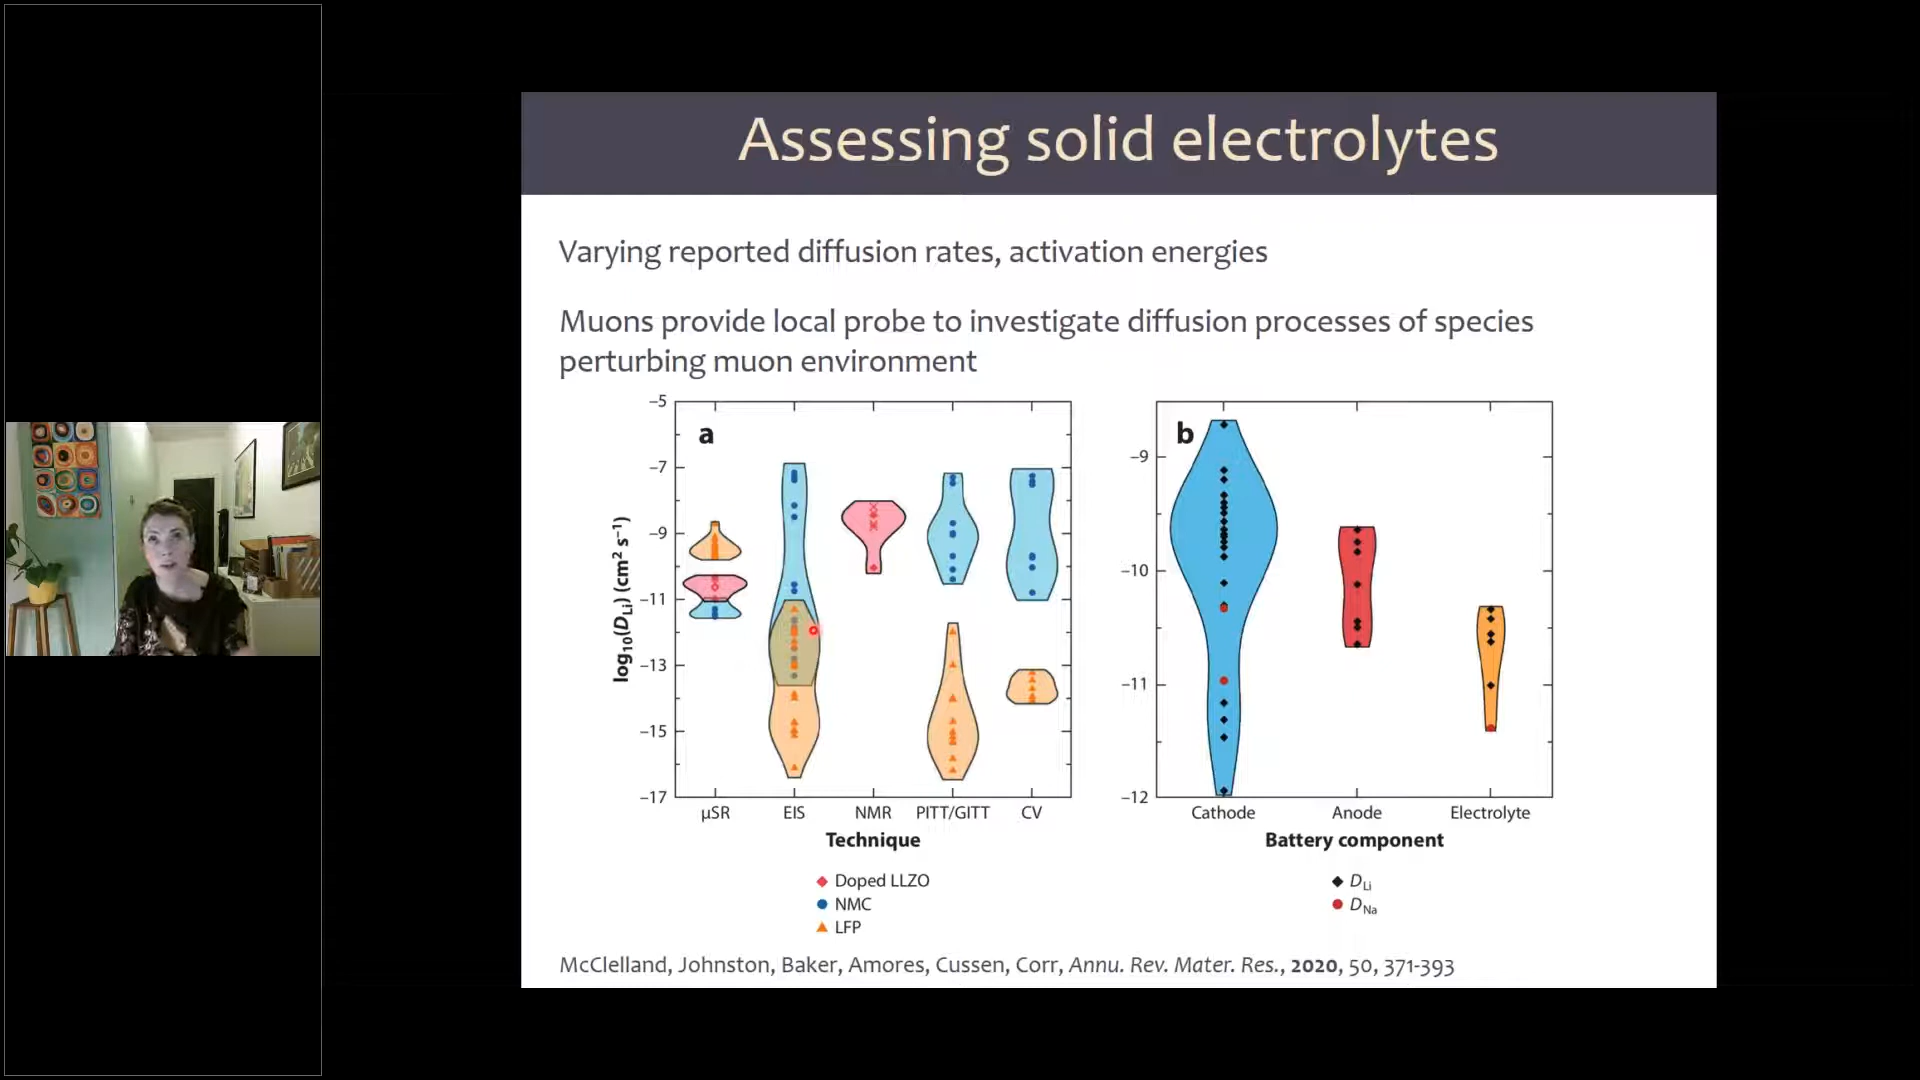 Assessing solid electrolytes
Varying reported diffusion rates, activation energies
Muons provide local probe to investigate diffusion processes of species
perturbing muon environment
a
log₁₀(D_Li) (cm² s⁻¹)
–5
–7
–9
–11
–13
–15
–17
μSR EIS NMR PITT/GITT CV
Technique
Doped LLZO
NMC
LFP
b
–9
–10
–11
–12
Cathode Anode Electrolyte
Battery component
D_Li
D_Na
McClelland, Johnston, Baker, Amores, Cussen, Corr, Annu. Rev. Mater. Res., 2020, 50, 371-393